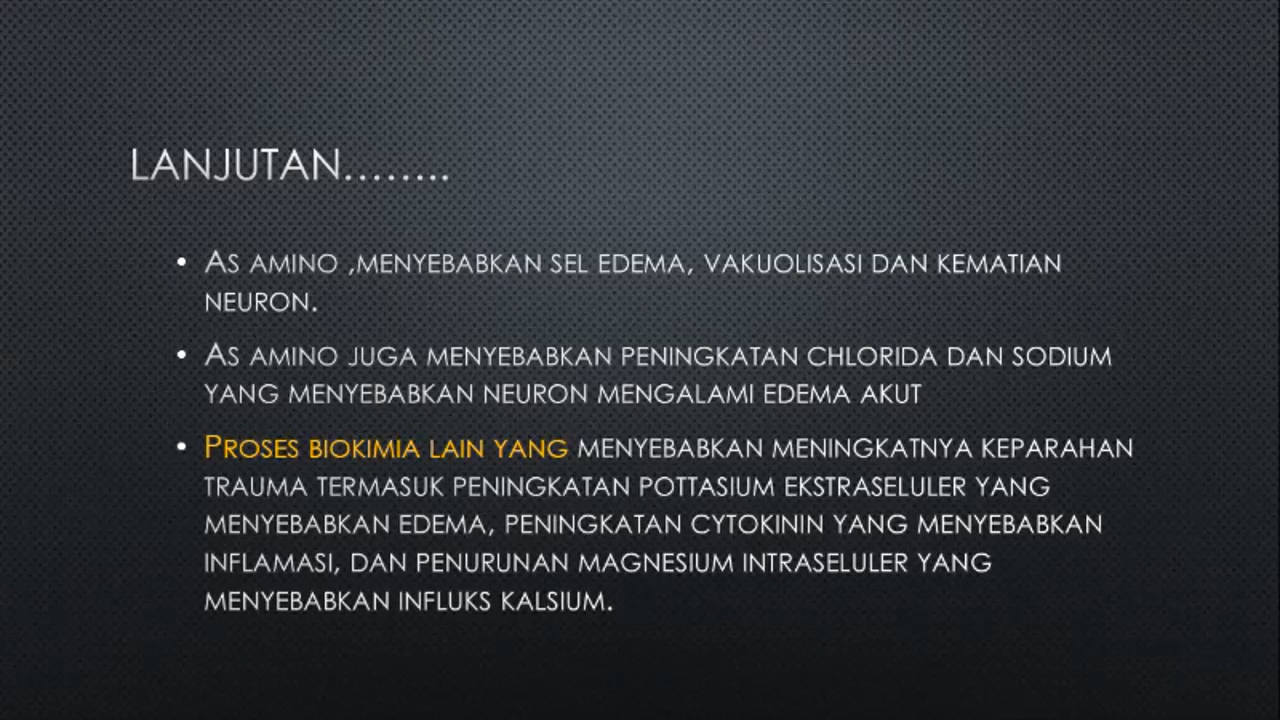 LANJUTAN........
• AS AMINO ,MENYEBABKAN SEL EDEMA, VAKUOLISASI DAN KEMATIAN
NEURON.
• AS AMINO JUGA MENYEBABKAN PENINGKATAN CHLORIDA DAN SODIUM
YANG MENYEBABKAN NEURON MENGALAMI EDEMA AKUT
• PROSES BIOKIMIA LAIN YANG MENYEBABKAN MENINGKATNYA KEPARAHAN
TRAUMA TERMASUK PENINGKATAN POTTASIUM EKSTRASELULER YANG
MENYEBABKAN EDEMA, PENINGKATAN CYTOKININ YANG MENYEBABKAN
INFLAMASI, DAN PENURUNAN MAGNESIUM INTRASELULER YANG
MENYEBABKAN INFLUKS KALSIUM.